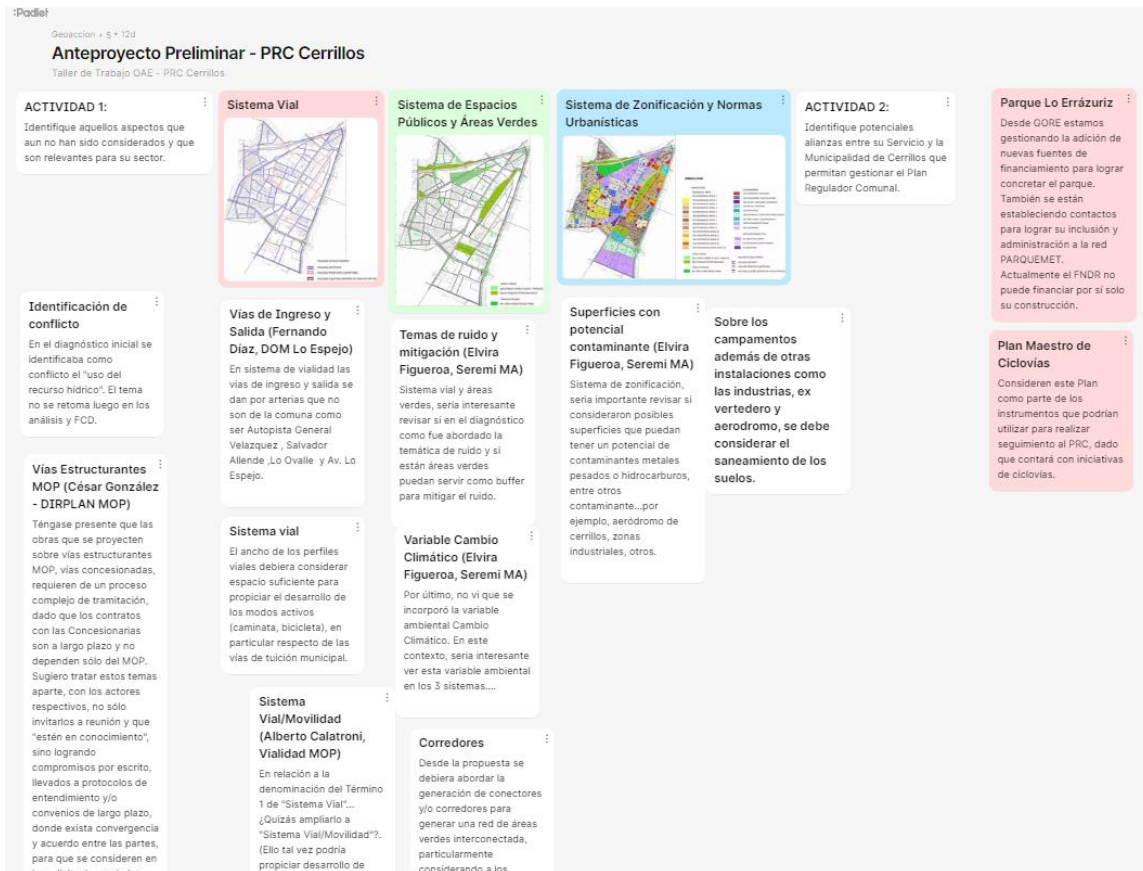 :Padlet
Geoaccion + 5 • 12d
Anteproyecto Preliminar - PRC Cerrillos
Taller de Trabajo OAE - PRC Cerrillos
ACTIVIDAD 1:
Identifique aquellos aspectos que
aun no han sido considerados y que
son relevantes para su sector.
Identificación de
conflicto
En el diagnóstico inicial se
identificaba como
conflicto el "uso del
recurso hídrico". El tema
no se retoma luego en los
análisis y FCD.
Vías Estructurantes
MOP (César González
- DIRPLAN MOP)
Téngase presente que las
obras que se proyecten
sobre vías estructurantes
MOP, vías concesionadas,
requieren de un proceso
complejo de tramitación,
dado que los contratos
con las Concesionarias
son a largo plazo y no
dependen sólo del MOP.
Sugiero tratar estos temas
aparte, con los actores
respectivos, no sólo
invitarlos a reunión y que
"estén en conocimiento",
sino logrando
compromisos por escrito,
llevados a protocolos de
entendimiento y/o
convenios de largo plazo,
donde exista convergencia
y acuerdo entre las partes,
para que se consideren en
Sistema Vial
Vías de Ingreso y
Salida (Fernando
Díaz, DOM Lo Espejo)
En sistema de vialidad las
vias de ingreso y salida se
dan por arterias que no
son de la comuna como
ser Autopista General
Velazquez , Salvador
Allende ,Lo Ovalle y Av. Lo
Espejo.
Sistema vial
El ancho de los perfiles
viales debiera considerar
espacio suficiente para
propiciar el desarrollo de
los modos activos
(caminata, bicicleta), en
particular respecto de las
vías de tuición municipal.
Sistema
Vial/Movilidad
(Alberto Calatroni,
Vialidad MOP)
En relación a la
denominación del Término
1 de "Sistema Vial"...
¿Quizás ampliarlo a
"Sistema Vial/Movilidad"?.
(Ello tal vez podría
propiciar desarrollo de
Sistema de Espacios
Públicos y Áreas Verdes
Temas de ruido y
mitigación (Elvira
Figueroa, Seremi MA)
Sistema vial y áreas
verdes, seria interesante
revisar si en el diagnóstico
como fue abordado la
temática de ruido y si
están áreas verdes
puedan servir como buffer
para mitigar el ruido.
Variable Cambio
Climático (Elvira
Figueroa, Seremi MA)
Por último, no vi que se
incorporó la variable
ambiental Cambio
Climático. En este
contexto, seria interesante
ver esta variable ambiental
en los 3 sistemas....
Corredores
Desde la propuesta se
debiera abordar la
generación de conectores
y/o corredores para
generar una red de áreas
verdes interconectada,
particularmente
considerando a los
Sistema de Zonificación y Normas
Urbanísticas
Superficies con
potencial
contaminante (Elvira
Figueroa, Seremi MA)
Sistema de zonificación,
seria importante revisar si
consideraron posibles
superficies que puedan
tener un potencial de
contaminantes metales
pesados o hidrocarburos,
entre otros
contaminante...por
ejemplo, aeródromo de
cerrillos, zonas
industriales, otros.
Sobre los
campamentos
además de otras
instalaciones como
las industrias, ex
vertedero y
aerodromo, se debe
considerar el
saneamiento de los
suelos.
ACTIVIDAD 2:
Identifique potenciales
alianzas entre su Servicio y la
Municipalidad de Cerrillos que
permitan gestionar el Plan
Regulador Comunal.
Parque Lo Errázuriz
Desde GORE estamos
gestionando la adición de
nuevas fuentes de
financiamiento para lograr
concretar el parque.
También se están
estableciendo contactos
para lograr su inclusión y
administración a la red
PARQUEMET.
Actualmente el FNDR no
puede financiar por sí solo
su construcción.
Plan Maestro de
Ciclovías
Consideren este Plan
como parte de los
instrumentos que podrían
utilizar para realizar
seguimiento al PRC, dado
que contará con iniciativas
de ciclovías.